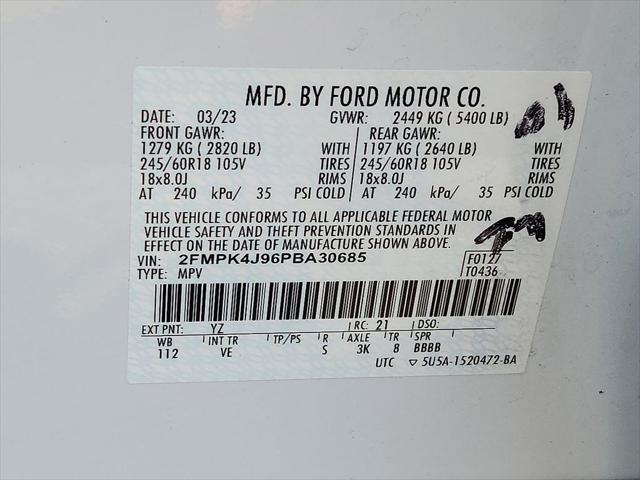 MFD. BY FORD MOTOR CO.
DATE: 03/23 GVWR: 2449 KG ( 5400 LB)
FRONT GAWR: REAR GAWR:
1279 KG ( 2820 LB) WITH 1197 KG ( 2640 LB) WITH
245/60R18 105V TIRES 245/60R18 105V TIRES
18x8.0J RIMS 18x8.0J RIMS
AT 240 kPa/ 35 PSI COLD AT 240 kPa/ 35 PSI COLD
THIS VEHICLE CONFORMS TO ALL APPLICABLE FEDERAL MOTOR
VEHICLE SAFETY AND THEFT PREVENTION STANDARDS IN
EFFECT ON THE DATE OF MANUFACTURE SHOWN ABOVE.
VIN: 2FMPK4J96PBA30685 F0127
TYPE: MPV T0436
EXT PNT: YZ RC: 21 DSO:
WB INT TR TP/PS R AXLE TR SPR
112 VE S 3K 8 BBBB
UTC ▽ 5U5A-1520472-BA